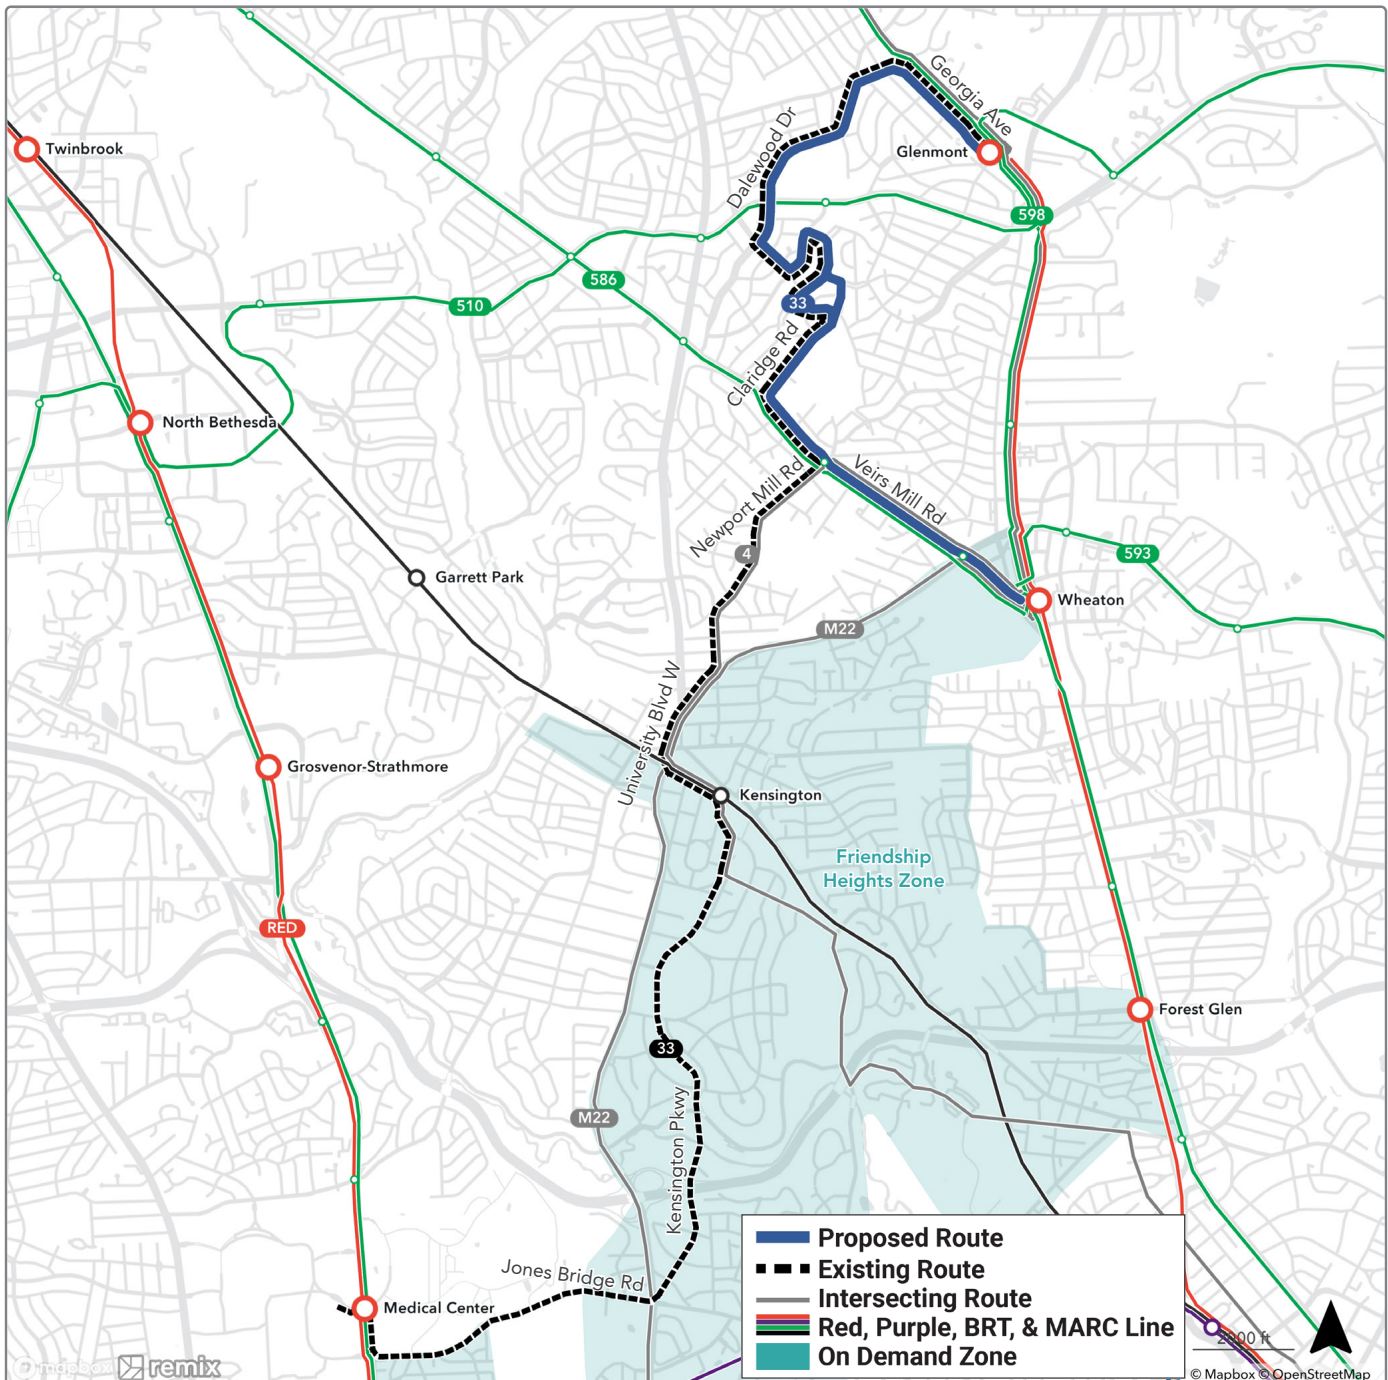 Georgia Ave
Twinbrook
Glenmont
Dalewood Dr
598
586
510
33
Claridge Rd
North Bethesda
Newport Mill Rd
Veirs Mill Rd
4
593
Garrett Park
Wheaton
M22
University Blvd W
Grosvenor-Strathmore
Kensington
Friendship
Heights Zone
RED
Forest Glen
33
M22
Kensington Pkwy
Jones Bridge Rd
Medical Center
Proposed Route
Existing Route
Intersecting Route
Red, Purple, BRT, & MARC Line
On Demand Zone
2000 ft
mapbox remix
© Mapbox © OpenStreetMap